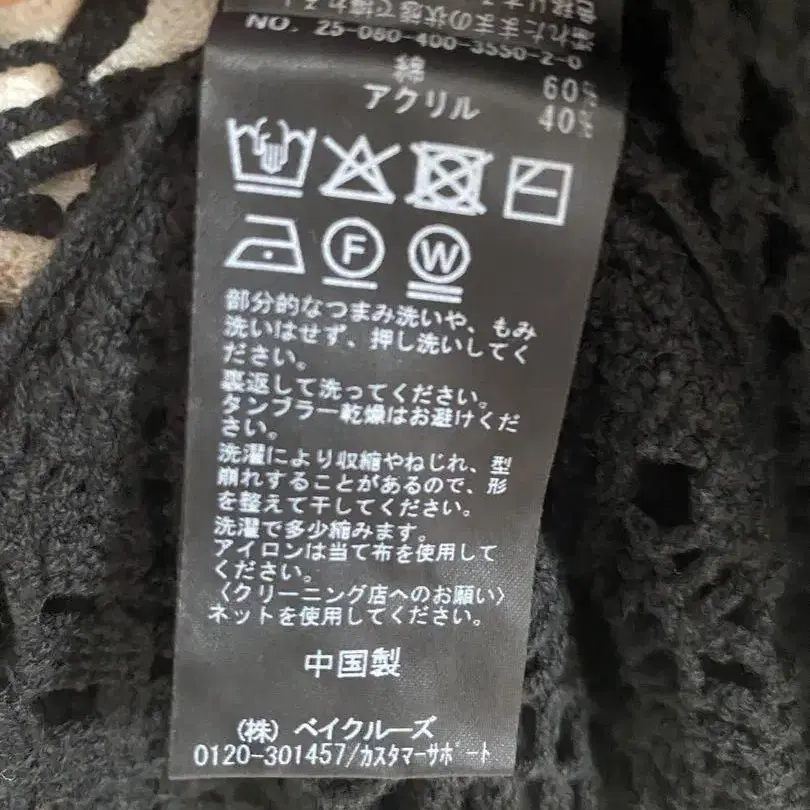 濡れたままの状態で
NO. 25-080-400-3550-2-0
綿 60%
アクリル 40%
F W
部分的なつまみ洗いや、もみ
洗いはせず、押し洗いしてく
ださい。
裏返して洗ってください。
タンブラー乾燥はお避けくだ
さい。
洗濯により収縮やねじれ、型
崩れすることがあるので、形
を整えて干してください。
洗濯で多少縮みます。
アイロンは当て布を使用して
ください。
〈クリーニング店へのお願い〉
ネットを使用してください。
中国製
(株) ベイクルーズ
0120-301457/カスタマーサポート